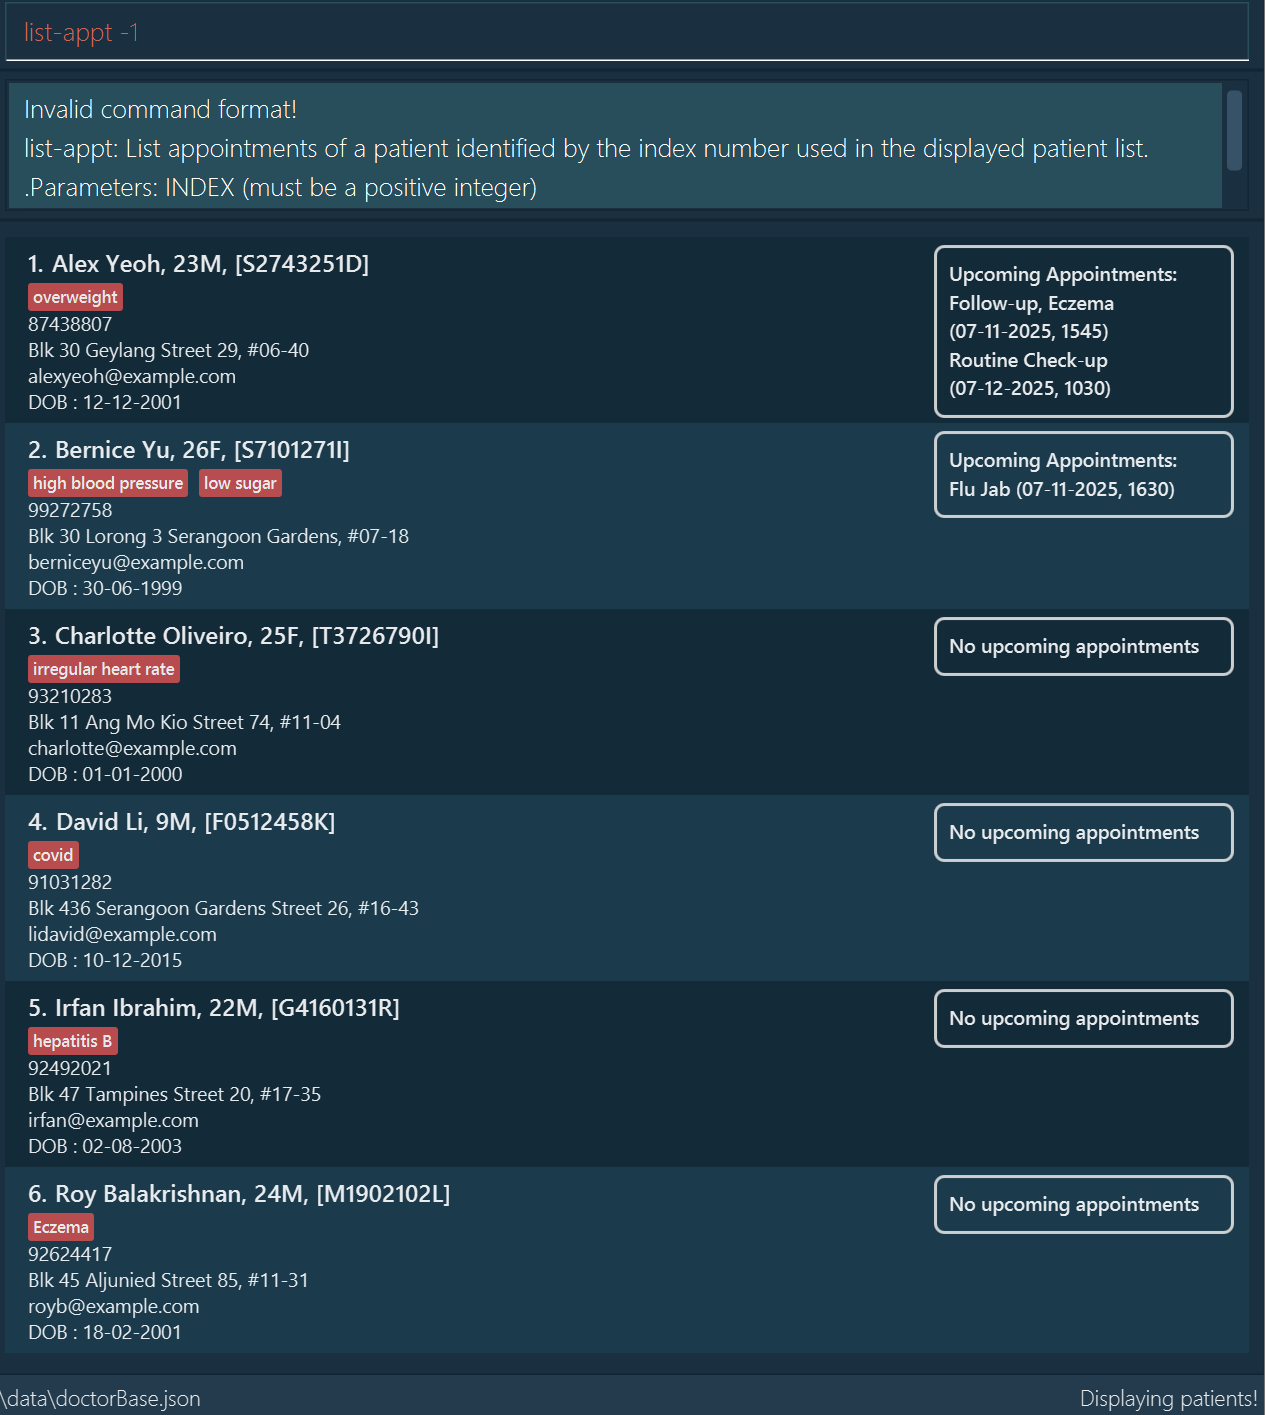 list-appt -1
Invalid command format!
list-appt: List appointments of a patient identified by the index number used in the displayed patient list.
.Parameters: INDEX (must be a positive integer)
1. Alex Yeoh, 23M, [S2743251D]
overweight
87438807
Blk 30 Geylang Street 29, #06-40
alexyeoh@example.com
DOB : 12-12-2001
Upcoming Appointments:
Follow-up, Eczema
(07-11-2025, 1545)
Routine Check-up
(07-12-2025, 1030)
2. Bernice Yu, 26F, [S7101271I]
high blood pressure low sugar
99272758
Blk 30 Lorong 3 Serangoon Gardens, #07-18
berniceyu@example.com
DOB : 30-06-1999
Upcoming Appointments:
Flu Jab (07-11-2025, 1630)
3. Charlotte Oliveiro, 25F, [T3726790I]
irregular heart rate
93210283
Blk 11 Ang Mo Kio Street 74, #11-04
charlotte@example.com
DOB : 01-01-2000
No upcoming appointments
4. David Li, 9M, [F0512458K]
covid
91031282
Blk 436 Serangoon Gardens Street 26, #16-43
lidavid@example.com
DOB : 10-12-2015
No upcoming appointments
5. Irfan Ibrahim, 22M, [G4160131R]
hepatitis B
92492021
Blk 47 Tampines Street 20, #17-35
irfan@example.com
DOB : 02-08-2003
No upcoming appointments
6. Roy Balakrishnan, 24M, [M1902102L]
Eczema
92624417
Blk 45 Aljunied Street 85, #11-31
royb@example.com
DOB : 18-02-2001
No upcoming appointments
\data\doctorBase.json
Displaying patients!